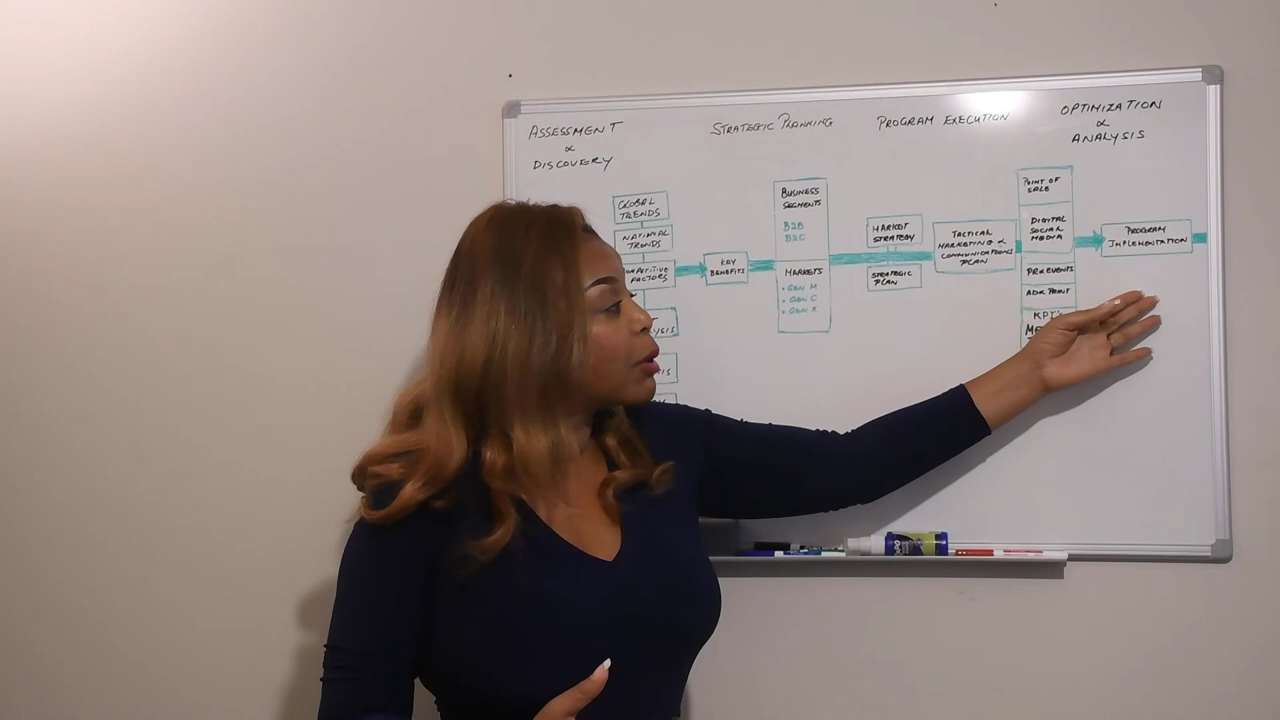 ASSESSMENT
&
DISCOVERY
STRATEGIC PLANNING
PROGRAM EXECUTION
OPTIMIZATION
&
ANALYSIS
GLOBAL
TRENDS
NATIONAL
TRENDS
OMPETITIVE
FACTORS
KEY
BENEFITS
BUSINESS
SEGMENTS
B2B
B2C
MARKETS
• GEN M
• GEN C
• GEN X
MARKET
STRATEGY
STRATEGIC
PLAN
TACTICAL
MARKETING &
COMMUNICATIONS
PLAN
POINT OF
SALE
DIGITAL
SOCIAL
MEDIA
PR EVENTS
ADV. PRINT
KPI'S
PROGRAM
IMPLEMENTATION